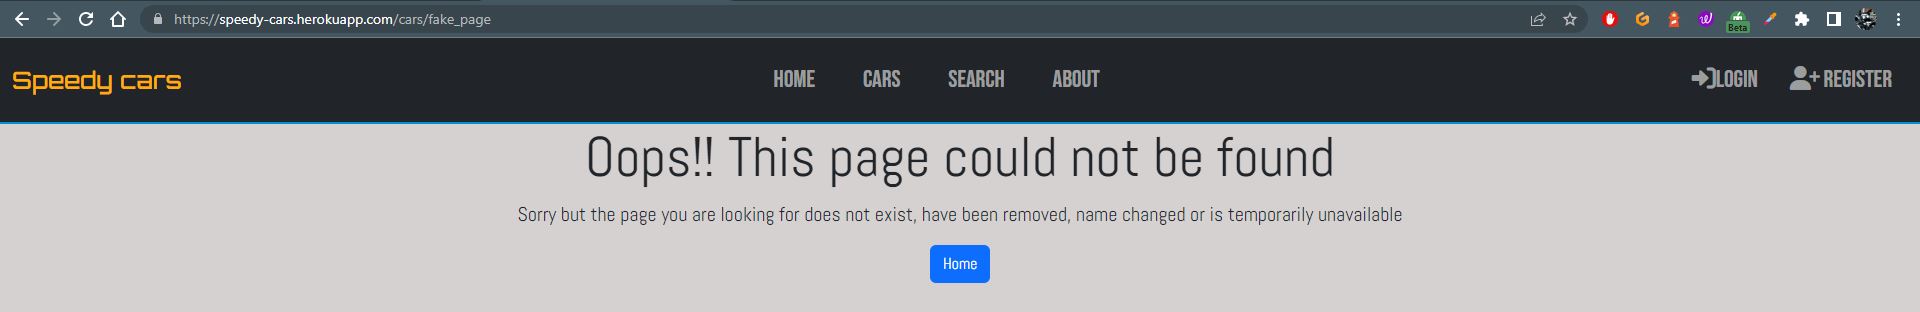 https://speedy-cars.herokuapp.com/cars/fake_page
Beta
Speedy cars
HOME
CARS
SEARCH
ABOUT
LOGIN
REGISTER
Oops!! This page could not be found
Sorry but the page you are looking for does not exist, have been removed, name changed or is temporarily unavailable
Home